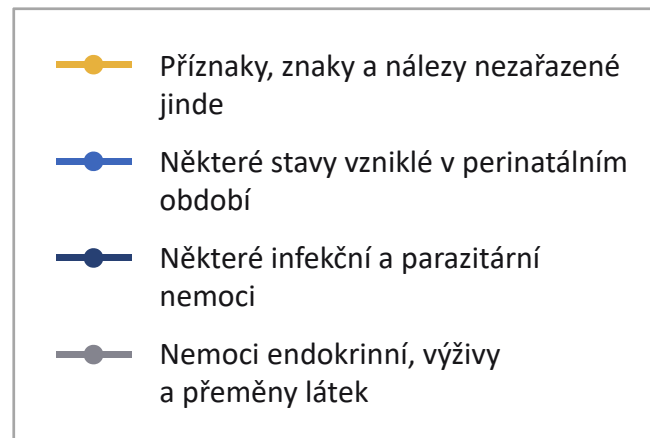 Příznaky, znaky a nálezy nezařazené
jinde
Některé stavy vzniklé v perinatálním
období
Některé infekční a parazitární
nemoci
Nemoci endokrinní, výživy
a přeměny látek